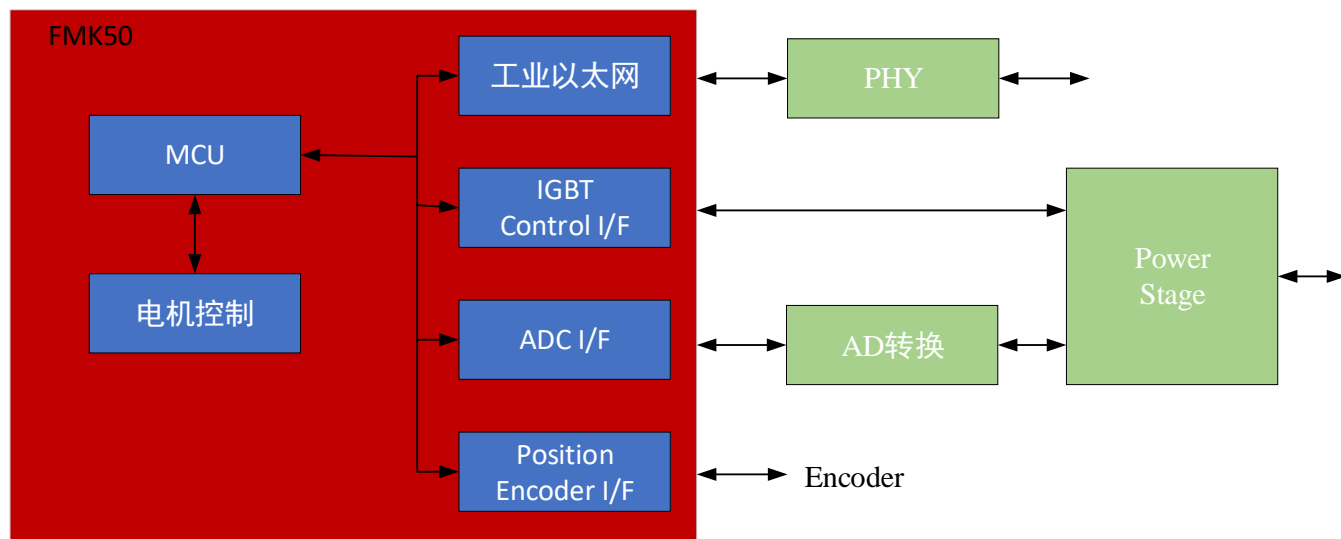 FMK50
工业以太网
PHY
MCU
IGBT
Control I/F
Power
Stage
电机控制
ADC I/F
AD转换
Position
Encoder I/F
Encoder